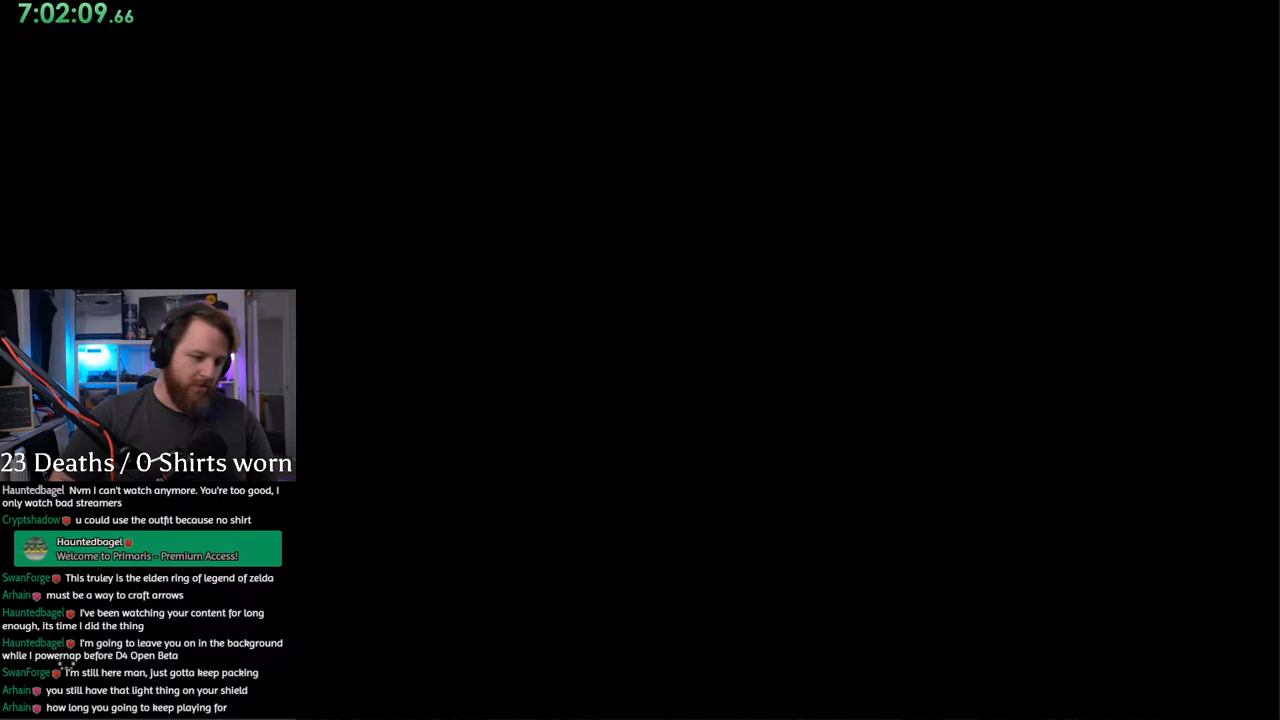 7:02:09.66
23 Deaths / 0 Shirts worn
Hauntedbagel Nvm I can't watch anymore. You're too good, I
only watch bad streamers
Cryptshadow u could use the outfit because no shirt
Hauntedbagel
Welcome to Primaris - Premium Access!
SwanForge This truley is the elden ring of legend of zelda
Arhain must be a way to craft arrows
Hauntedbagel I've been watching your content for long
enough, its time I did the thing
Hauntedbagel I'm going to leave you on in the background
while I powernap before D4 Open Beta
SwanForge I'm still here man, just gotta keep packing
Arhain you still have that light thing on your shield
Arhain how long you going to keep playing for